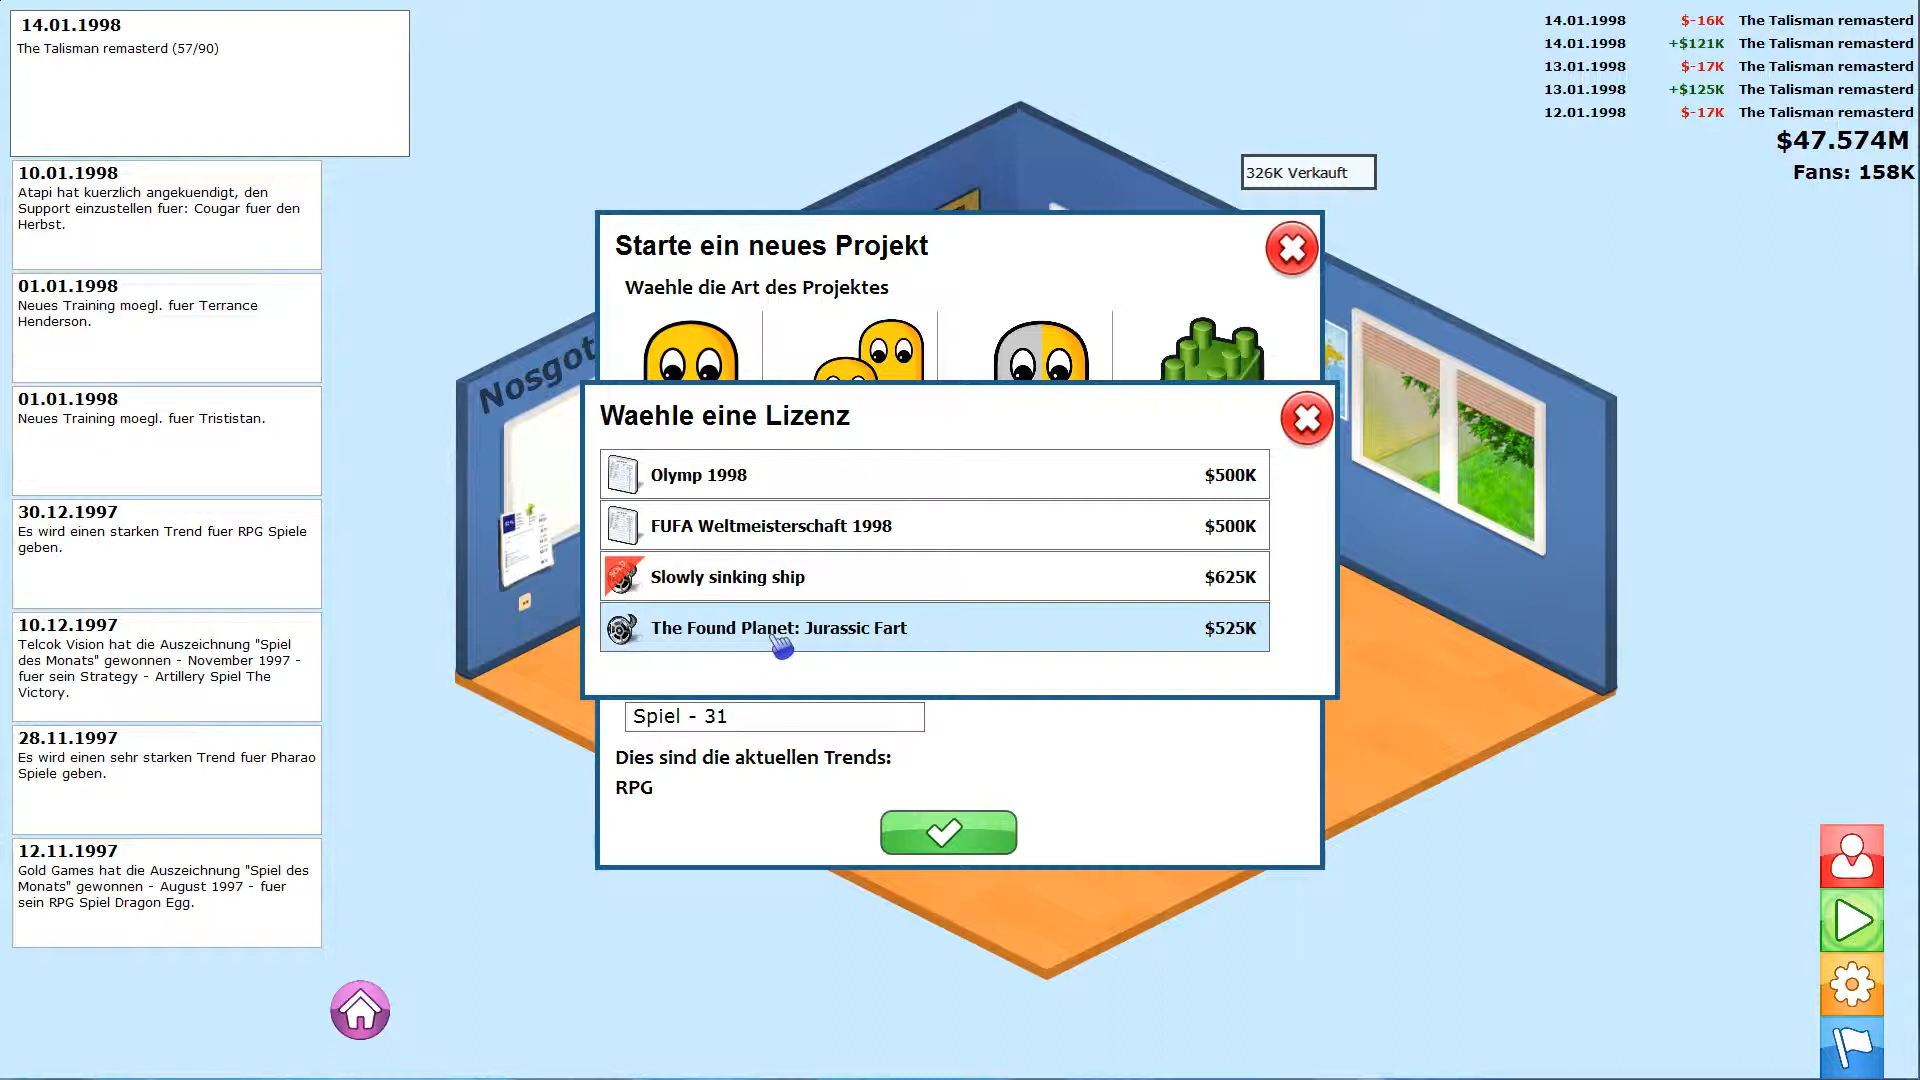 14.01.1998
The Talisman remasterd (57/90)
10.01.1998
Atapi hat kuerzlich angekuendigt, den
Support einzustellen fuer: Cougar fuer den
Herbst.
01.01.1998
Neues Training moegl. fuer Terrance
Henderson.
01.01.1998
Neues Training moegl. fuer Trististan.
30.12.1997
Es wird einen starken Trend fuer RPG Spiele
geben.
10.12.1997
Telcok Vision hat die Auszeichnung "Spiel
des Monats" gewonnen - November 1997 -
fuer sein Strategy - Artillery Spiel The
Victory.
28.11.1997
Es wird einen sehr starken Trend fuer Pharao
Spiele geben.
12.11.1997
Gold Games hat die Auszeichnung "Spiel des
Monats" gewonnen - August 1997 - fuer
sein RPG Spiel Dragon Egg.
14.01.1998 $-16K The Talisman remasterd
14.01.1998 +$121K The Talisman remasterd
13.01.1998 $-17K The Talisman remasterd
13.01.1998 +$125K The Talisman remasterd
12.01.1998 $-17K The Talisman remasterd
$47.574M
Fans: 158K
326K Verkauft
Nosgot
Starte ein neues Projekt
Waehle die Art des Projektes
Waehle eine Lizenz
Olymp 1998 $500K
FUFA Weltmeisterschaft 1998 $500K
SOLD
Slowly sinking ship $625K
The Found Planet: Jurassic Fart $525K
Spiel - 31
Dies sind die aktuellen Trends:
RPG